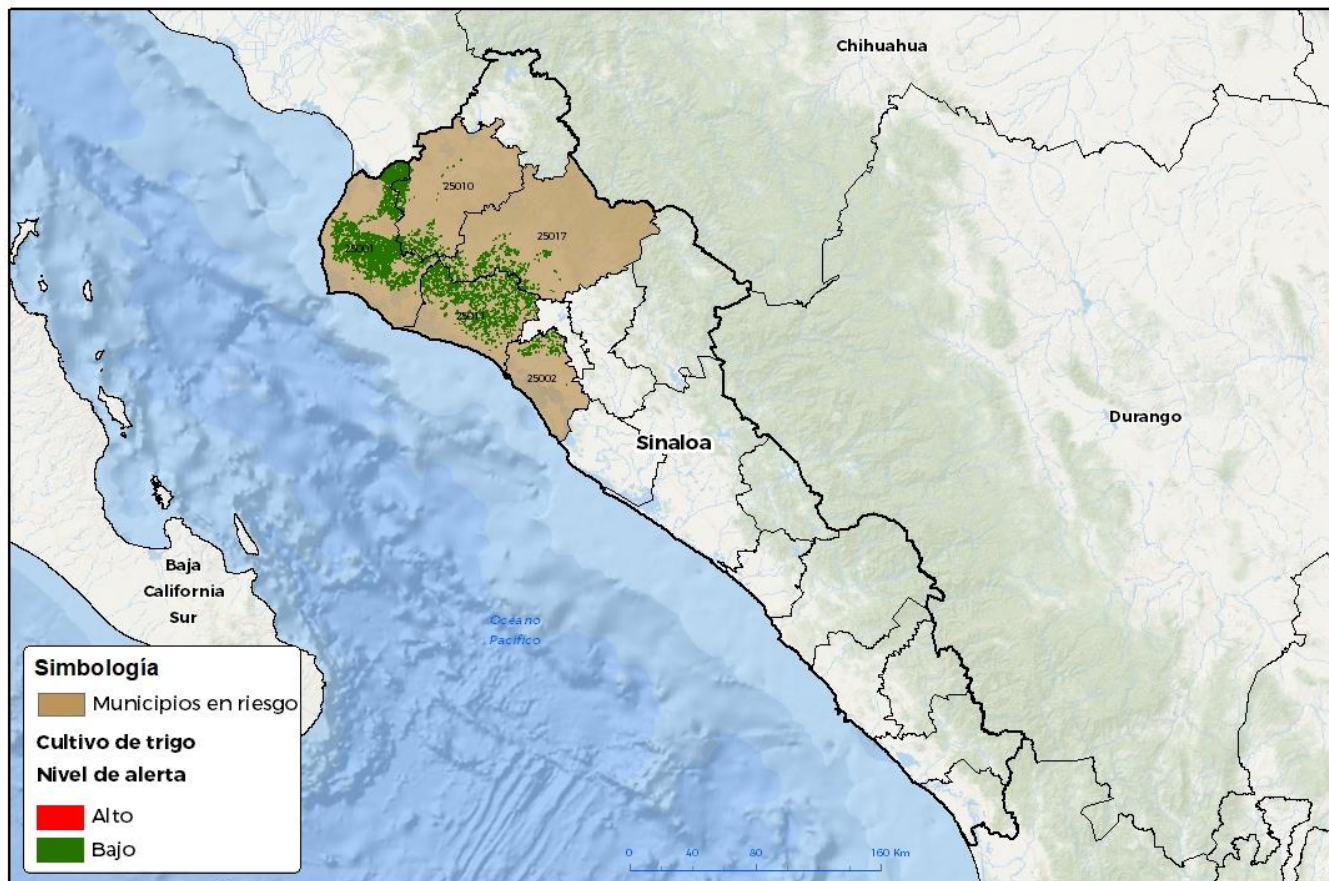 Chihuahua
25010
25017
25001
25011
25002
Sinaloa
Durango
Baja
California
Sur
Océano
Pacífico
Simbología
Municipios en riesgo
Cultivo de trigo
Nivel de alerta
Alto
Bajo
0 40 80 160 Km